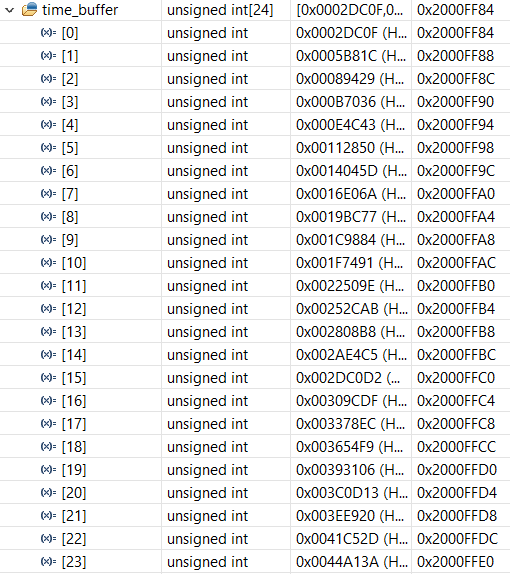 time_buffer unsigned int[24] [0x0002DC0F,0... 0x2000FF84
(x)= [0] unsigned int 0x0002DC0F (H... 0x2000FF84
(x)= [1] unsigned int 0x0005B81C (H... 0x2000FF88
(x)= [2] unsigned int 0x00089429 (H... 0x2000FF8C
(x)= [3] unsigned int 0x000B7036 (H... 0x2000FF90
(x)= [4] unsigned int 0x000E4C43 (H... 0x2000FF94
(x)= [5] unsigned int 0x00112850 (H... 0x2000FF98
(x)= [6] unsigned int 0x0014045D (H... 0x2000FF9C
(x)= [7] unsigned int 0x0016E06A (H... 0x2000FFA0
(x)= [8] unsigned int 0x0019BC77 (H... 0x2000FFA4
(x)= [9] unsigned int 0x001C9884 (H... 0x2000FFA8
(x)= [10] unsigned int 0x001F7491 (H... 0x2000FFAC
(x)= [11] unsigned int 0x0022509E (H... 0x2000FFB0
(x)= [12] unsigned int 0x00252CAB (H... 0x2000FFB4
(x)= [13] unsigned int 0x002808B8 (H... 0x2000FFB8
(x)= [14] unsigned int 0x002AE4C5 (H... 0x2000FFBC
(x)= [15] unsigned int 0x002DC0D2 (... 0x2000FFC0
(x)= [16] unsigned int 0x00309CDF (H... 0x2000FFC4
(x)= [17] unsigned int 0x003378EC (H... 0x2000FFC8
(x)= [18] unsigned int 0x003654F9 (H... 0x2000FFCC
(x)= [19] unsigned int 0x00393106 (H... 0x2000FFD0
(x)= [20] unsigned int 0x003C0D13 (H... 0x2000FFD4
(x)= [21] unsigned int 0x003EE920 (H... 0x2000FFD8
(x)= [22] unsigned int 0x0041C52D (H... 0x2000FFDC
(x)= [23] unsigned int 0x0044A13A (H... 0x2000FFE0